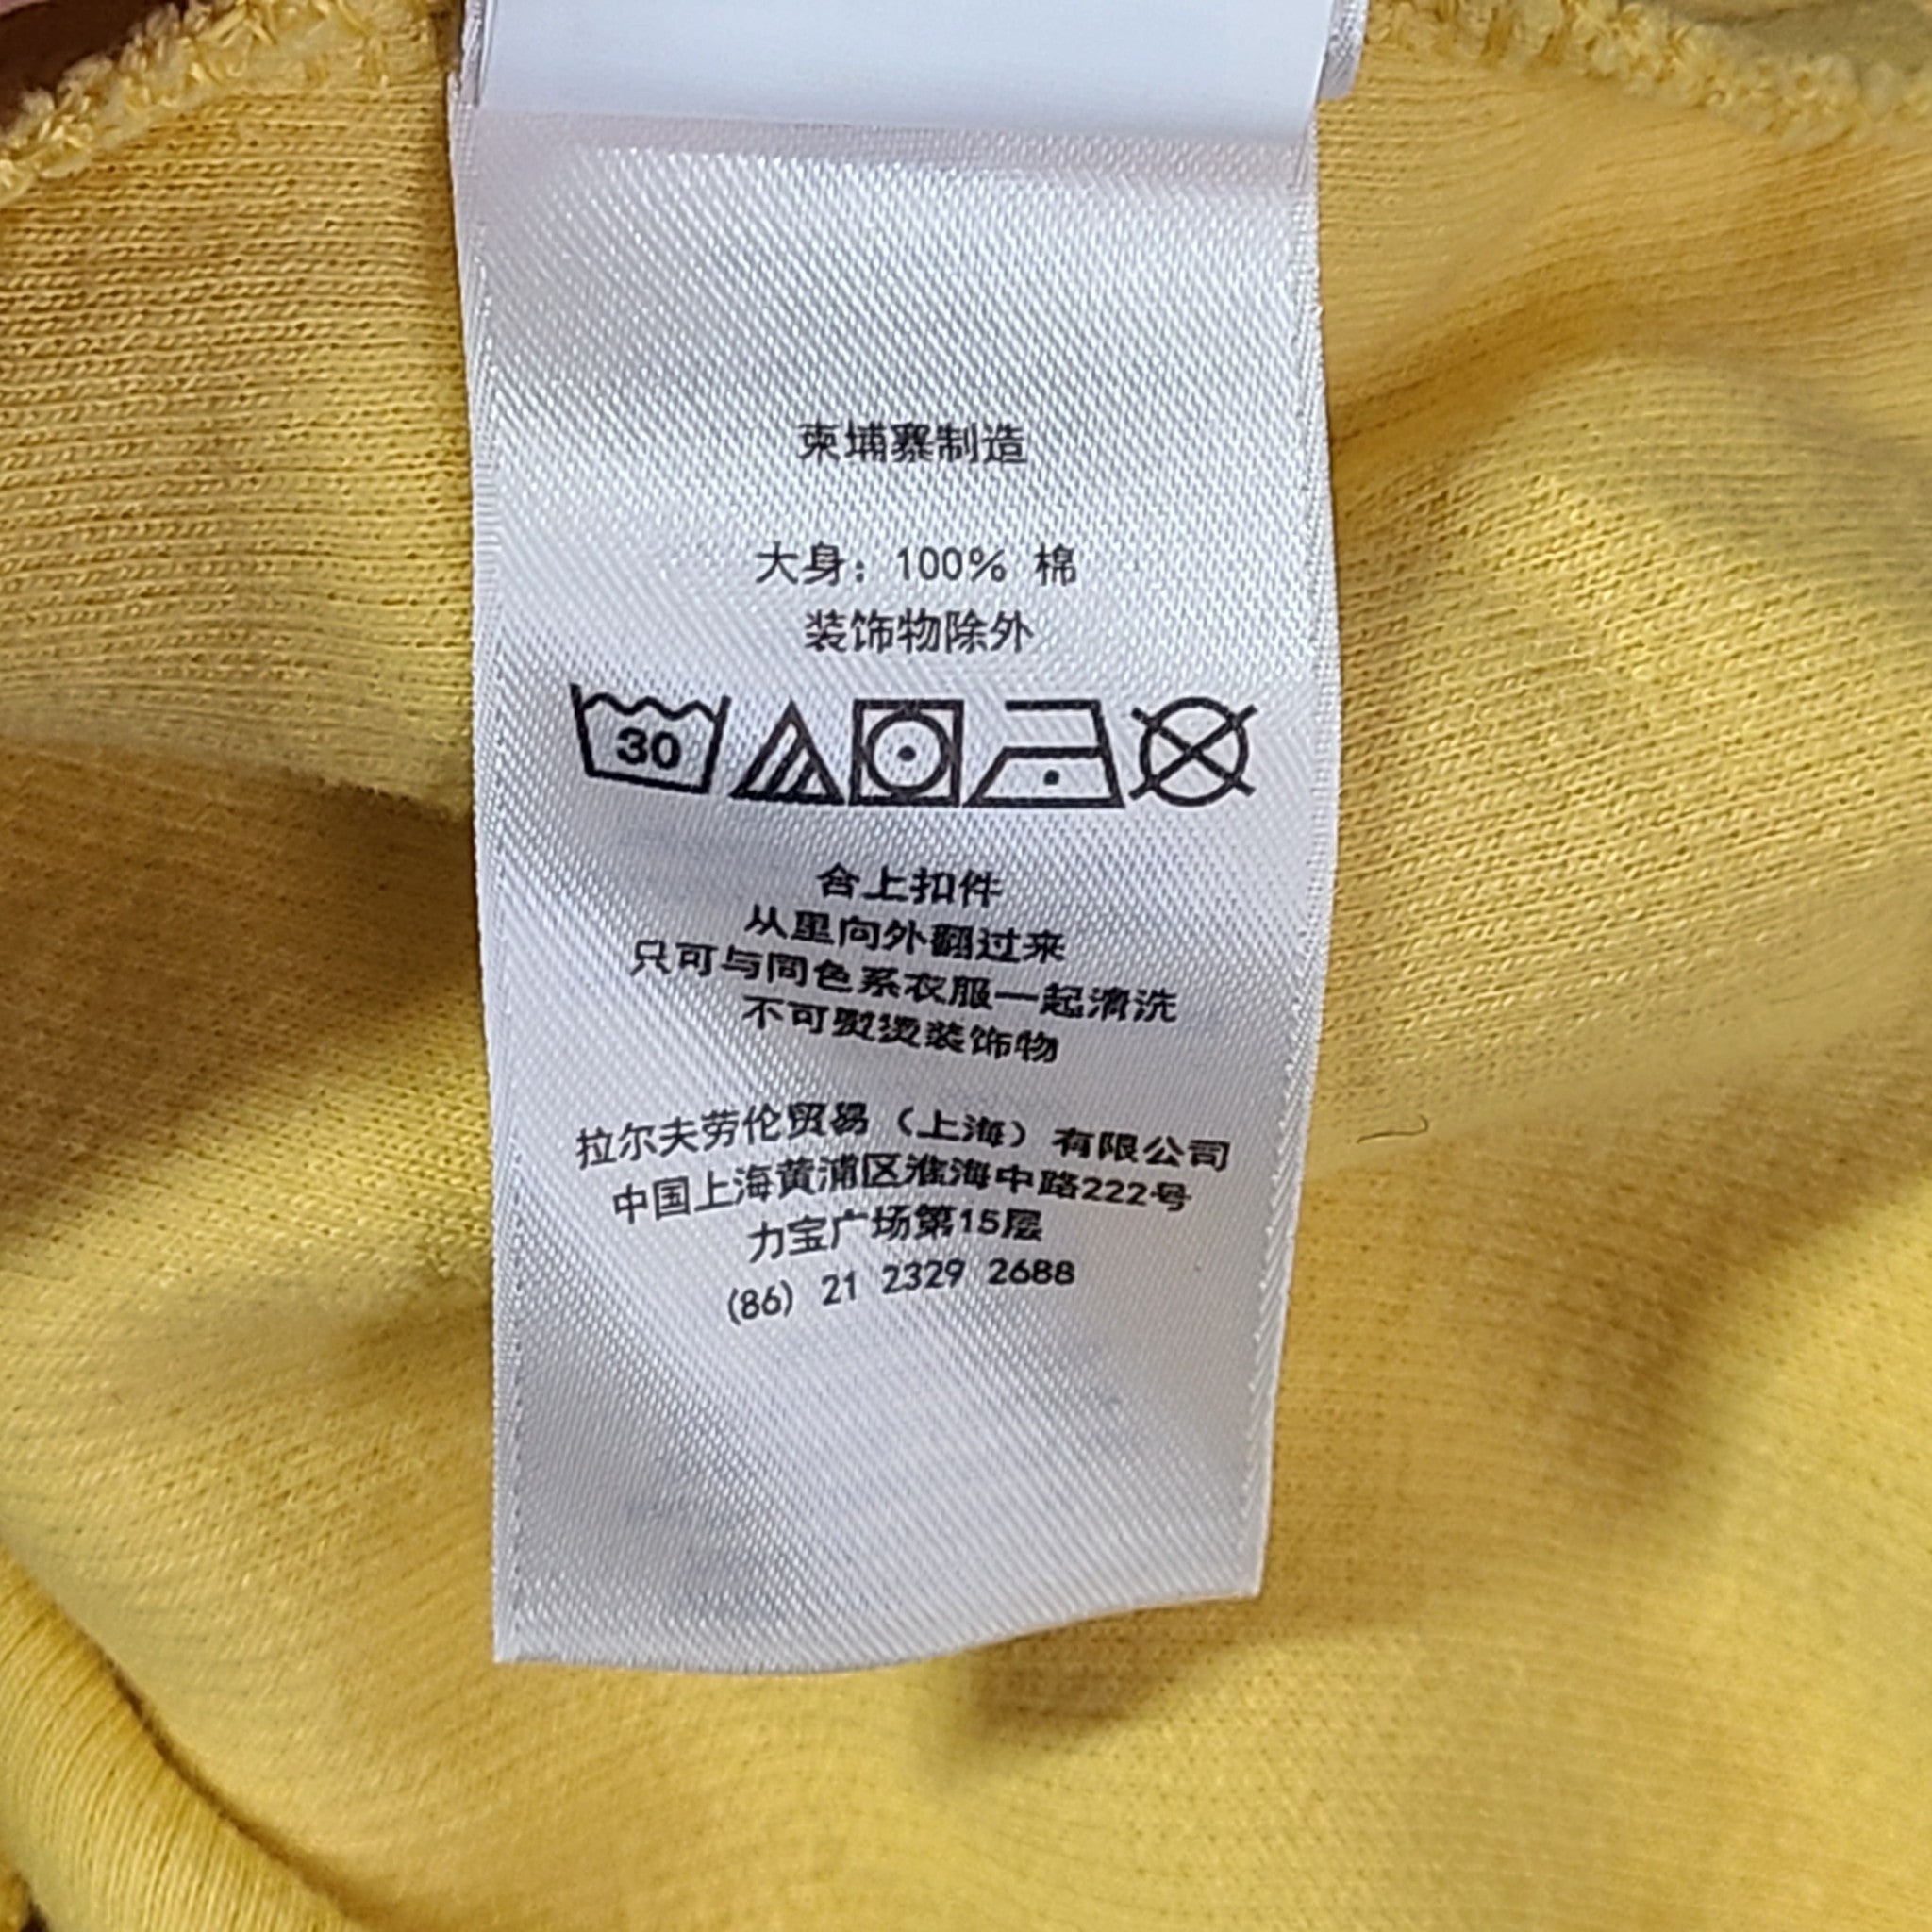 柬埔寨制造
大身: 100% 棉
装饰物除外
30
合上扣件
从里向外翻过来
只可与同色系衣服一起清洗
不可熨烫装饰物
拉尔夫劳伦贸易（上海）有限公司
中国上海黄浦区淮海中路222号
力宝广场第15层
(86) 21 2329 2688